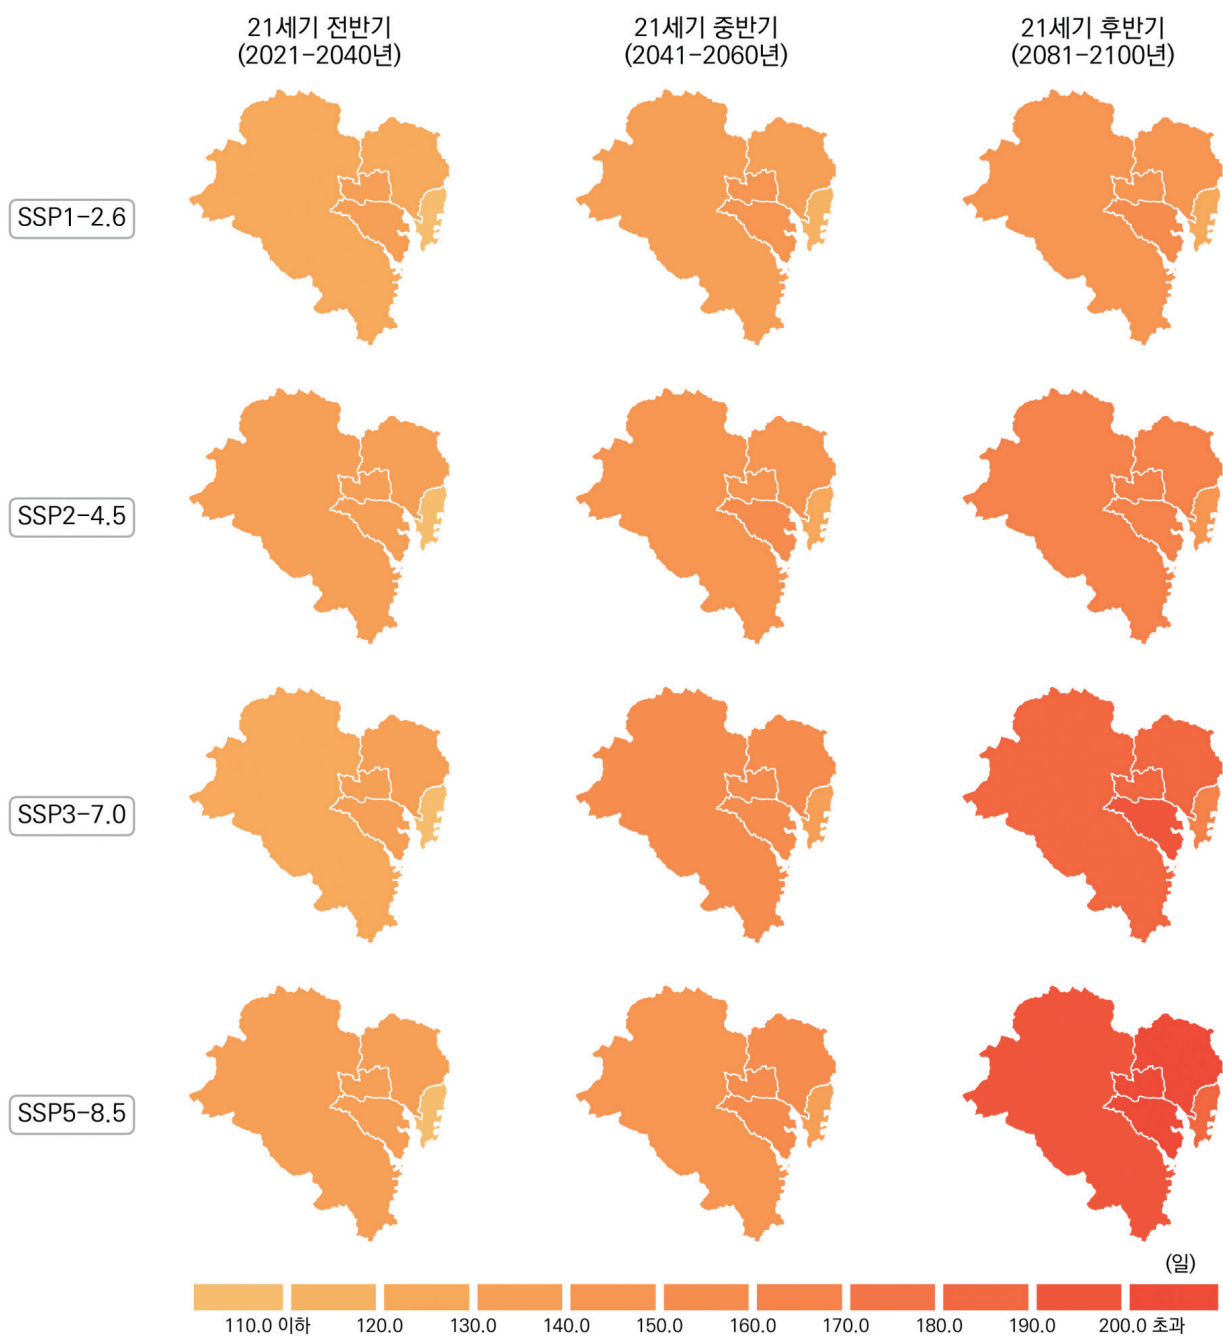 21세기 전반기
(2021-2040년)
21세기 중반기
(2041-2060년)
21세기 후반기
(2081-2100년)
SSP1-2.6
SSP2-4.5
SSP3-7.0
SSP5-8.5
(일)
110.0 이하 120.0 130.0 140.0 150.0 160.0 170.0 180.0 190.0 200.0 초과